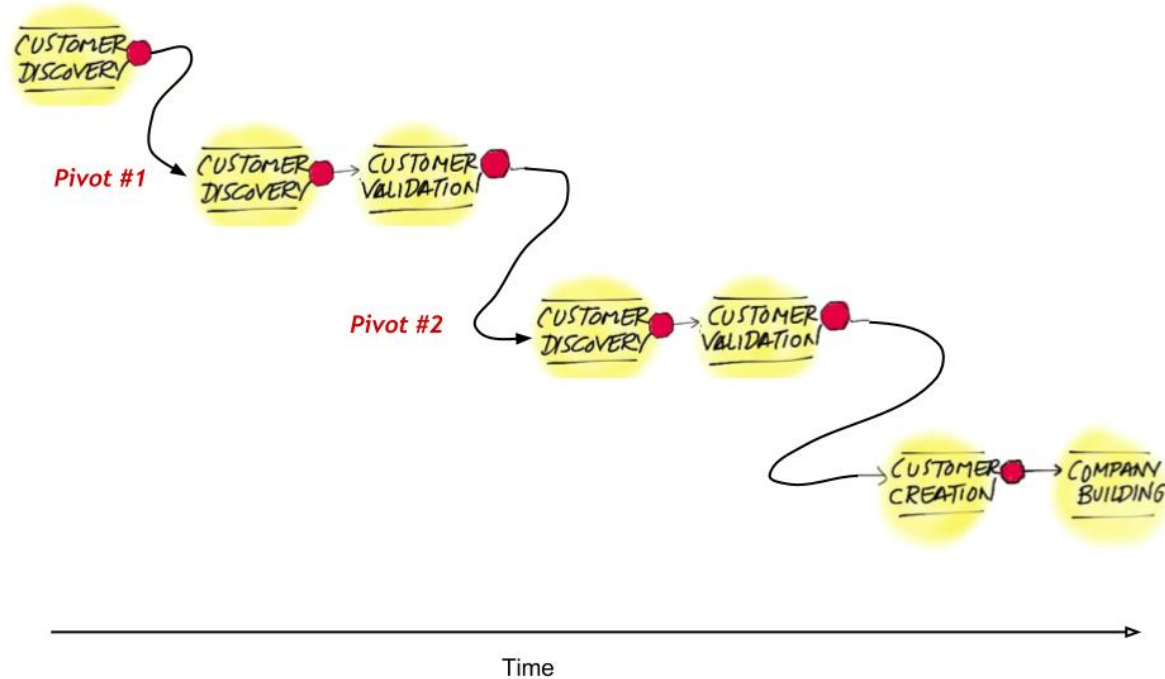 CUSTOMER
DISCOVERY
Pivot #1
CUSTOMER
DISCOVERY
CUSTOMER
VALIDATION
Pivot #2
CUSTOMER
DISCOVERY
CUSTOMER
VALIDATION
CUSTOMER
CREATION
COMPANY
BUILDING
Time